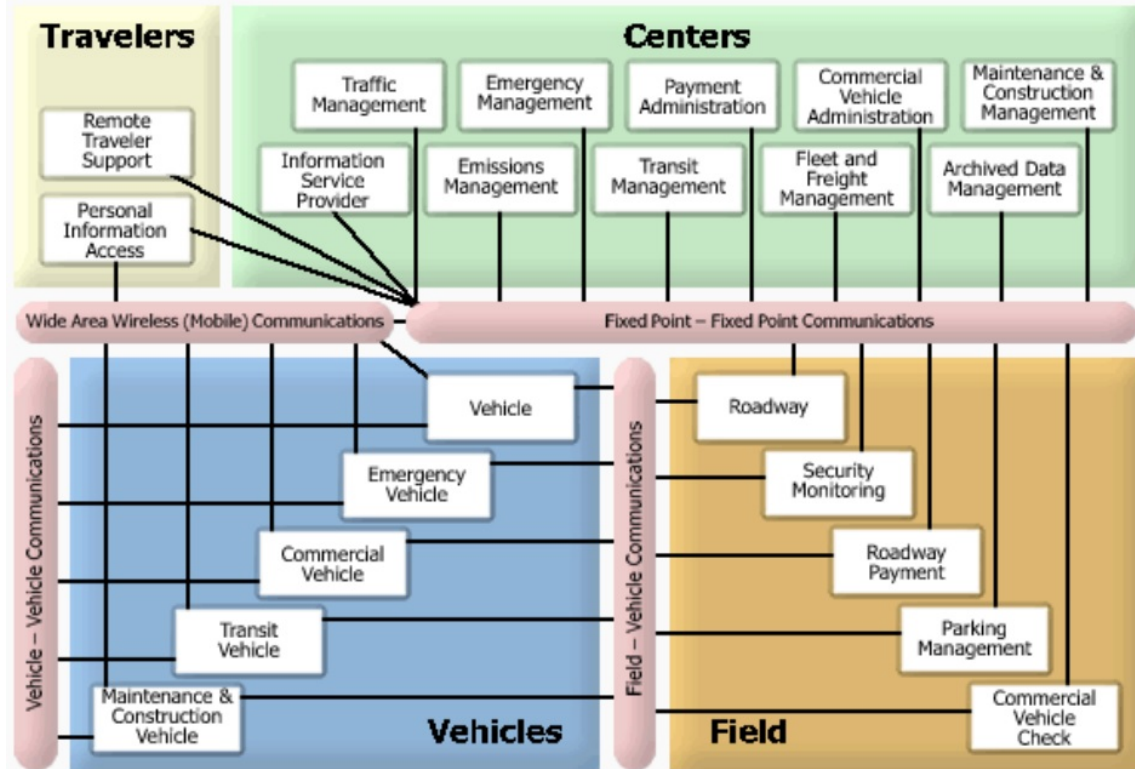 Travelers
Centers
Traffic
Management
Emergency
Management
Payment
Administration
Commercial
Vehicle
Administration
Maintenance &
Construction
Management
Remote
Traveler
Support
Information
Service
Provider
Emissions
Management
Transit
Management
Fleet and
Freight
Management
Archived Data
Management
Personal
Information
Access
Wide Area Wireless (Mobile) Communications
Fixed Point – Fixed Point Communications
Vehicle – Vehicle Communications
Vehicle
Emergency
Vehicle
Commercial
Vehicle
Transit
Vehicle
Maintenance &
Construction
Vehicle
Vehicles
Field – Vehicle Communications
Roadway
Security
Monitoring
Roadway
Payment
Parking
Management
Commercial
Vehicle
Check
Field